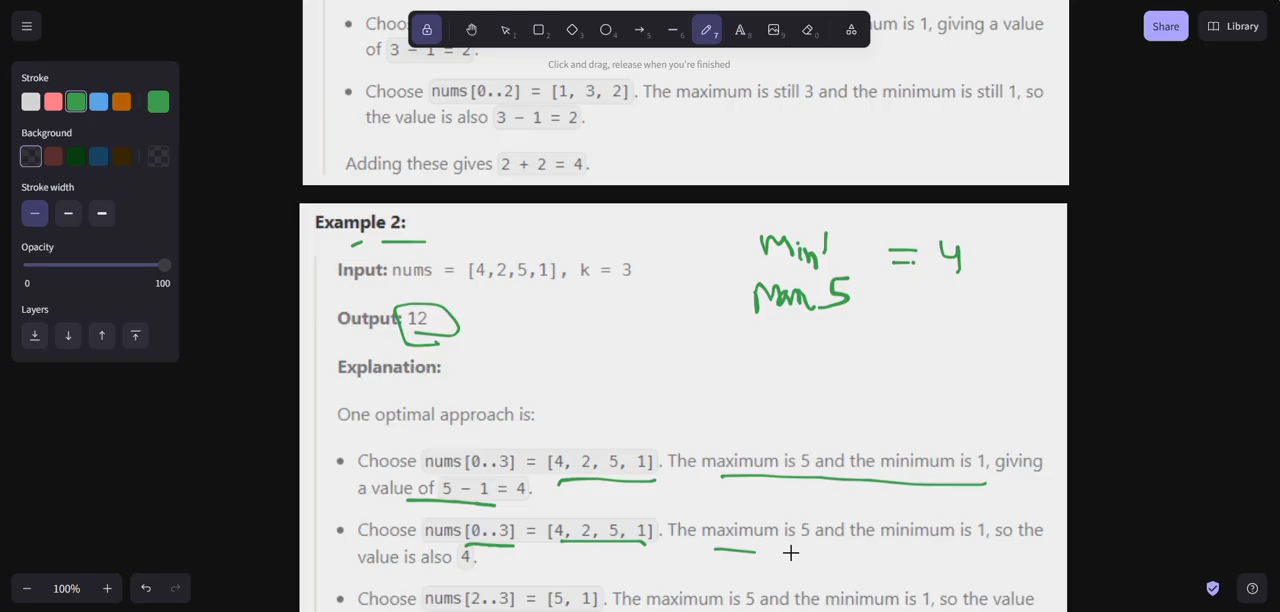 Share
Library
Click and drag, release when you're finished
Stroke
Background
Stroke width
Opacity
0 100
Layers
100%
um is 1, giving a value
of 3 − 1 = 2.
Choose nums[0..2] = [1, 3, 2]. The maximum is still 3 and the minimum is still 1, so
the value is also 3 − 1 = 2.
Adding these gives 2 + 2 = 4.
Example 2:
Input: nums = [4,2,5,1], k = 3
Output: 12
min 1 = 4
Max 5
Explanation:
One optimal approach is:
Choose nums[0..3] = [4, 2, 5, 1]. The maximum is 5 and the minimum is 1, giving
a value of 5 − 1 = 4.
Choose nums[0..3] = [4, 2, 5, 1]. The maximum is 5 and the minimum is 1, so the
value is also 4.
Choose nums[2..3] = [5, 1]. The maximum is 5 and the minimum is 1, so the value